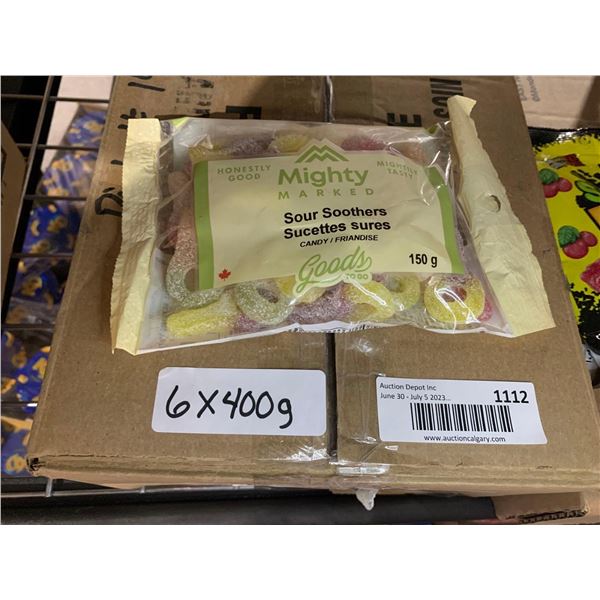 HONESTLY GOOD
MIGHTILY TASTY
Mighty
MARKED
Sour Soothers
Sucettes sures
CANDY / FRIANDISE
Goods
TO GO
150 g
6 X 400g
Auction Depot Inc
June 30 - July 5 2023...
1112
www.auctioncalgary.com